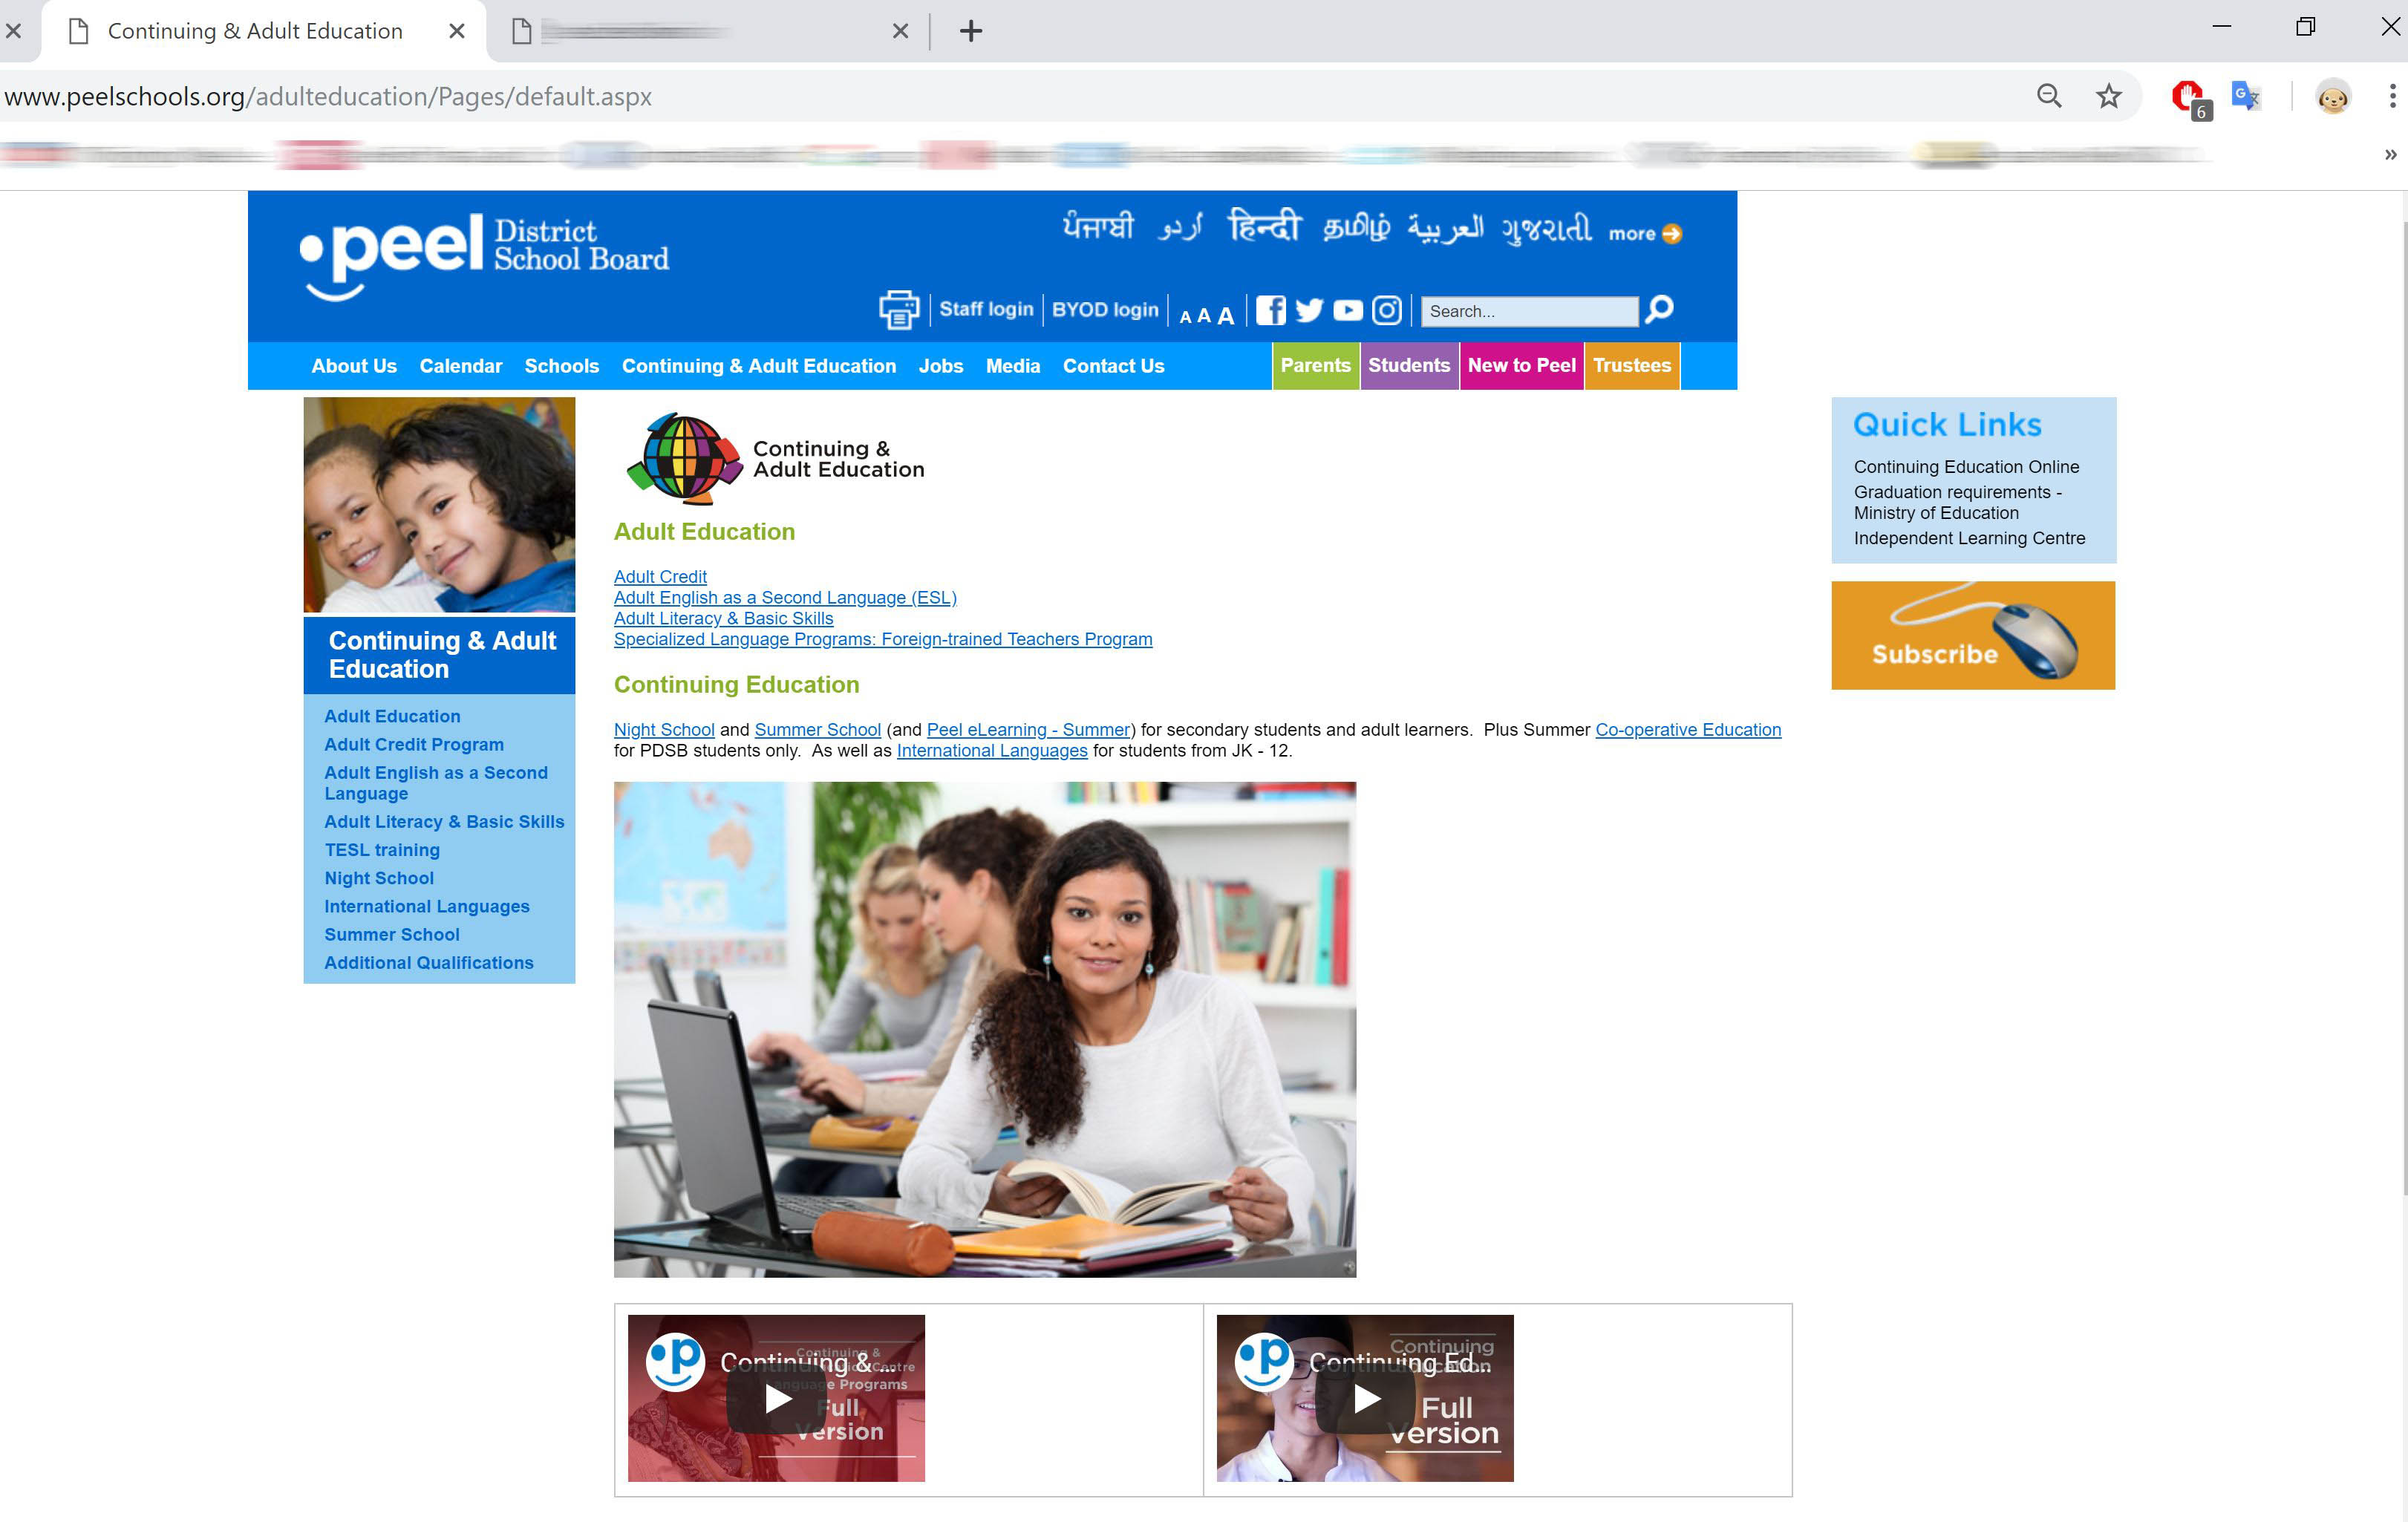 Continuing & Adult Education
www.peelschools.org/adulteducation/Pages/default.aspx
6
G
»
peel District School Board
ਪੰਜਾਬੀ اُردو हिन्दी தமிழ் العربية ગુજરાતી more
Staff login BYOD login A A A Search...
About Us Calendar Schools Continuing & Adult Education Jobs Media Contact Us Parents Students New to Peel Trustees
Continuing &
Adult Education
Adult Education
Adult Credit
Adult English as a Second Language (ESL)
Adult Literacy & Basic Skills
Specialized Language Programs: Foreign-trained Teachers Program
Continuing Education
Night School and Summer School (and Peel eLearning - Summer) for secondary students and adult learners. Plus Summer Co-operative Education
for PDSB students only. As well as International Languages for students from JK - 12.
Continuing & Adult
Education
Adult Education
Adult Credit Program
Adult English as a Second
Language
Adult Literacy & Basic Skills
TESL training
Night School
International Languages
Summer School
Additional Qualifications
Quick Links
Continuing Education Online
Graduation requirements -
Ministry of Education
Independent Learning Centre
Subscribe
p Continuing & ...
Continuing &
Centre
Language Programs
Full
Version
p Continuing Ed...
Continuing
Education
Full
Version